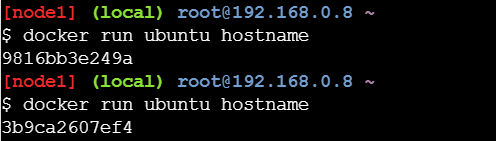 [node1] (local) root@192.168.0.8 ~
$ docker run ubuntu hostname
9816bb3e249a
[node1] (local) root@192.168.0.8 ~
$ docker run ubuntu hostname
3b9ca2607ef4